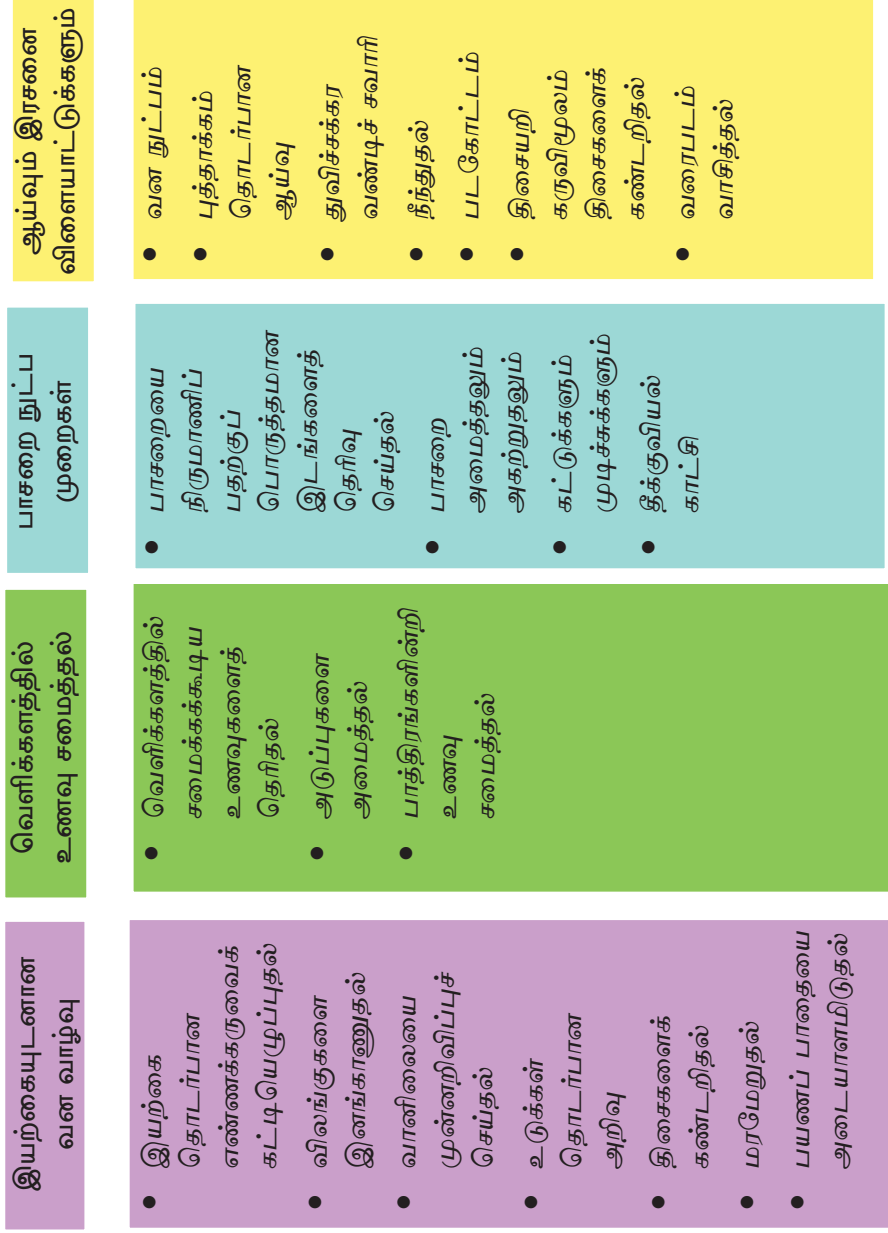 இயற்கையுடனான
வன வாழ்வு
• இயற்கை
தொடர்பான
எண்ணக்கருவைக்
கட்டியெழுப்புதல்
• விலங்குகளை
இனங்காணுதல்
• வானிலையை
முன்னறிவிப்புச்
செய்தல்
• உடுக்கள்
தொடர்பான
அறிவு
• திசைகளைக்
கண்டறிதல்
• மரமேறுதல்
• பயணப் பாதையை
அடையாளமிடுதல்
வெளிக்களத்தில்
உணவு சமைத்தல்
• வெளிக்களத்தில்
சமைக்கக்கூடிய
உணவுகளைத்
தெரிதல்
• அடுப்புகளை
அமைத்தல்
• பாத்திரங்களின்றி
உணவு
சமைத்தல்
பாசறை நுட்ப
முறைகள்
• பாசறையை
நிருமாணிப்
பதற்குப்
பொருத்தமான
இடங்களைத்
தெரிவு
செய்தல்
• பாசறை
அமைத்தலும்
அகற்றுதலும்
• கட்டுக்களும்
முடிச்சுக்களும்
• தீக்குவியல்
காட்சி
ஆய்வும் இரசனை
விளையாட்டுக்களும்
• வன நுட்பம்
• புத்தாக்கம்
தொடர்பான
ஆய்வு
• துவிச்சக்கர
வண்டிச் சவாரி
• நீந்துதல்
• படகோட்டம்
• திசையறி
கருவிமூலம்
திசைகளைக்
கண்டறிதல்
• வரைபடம்
வாசித்தல்